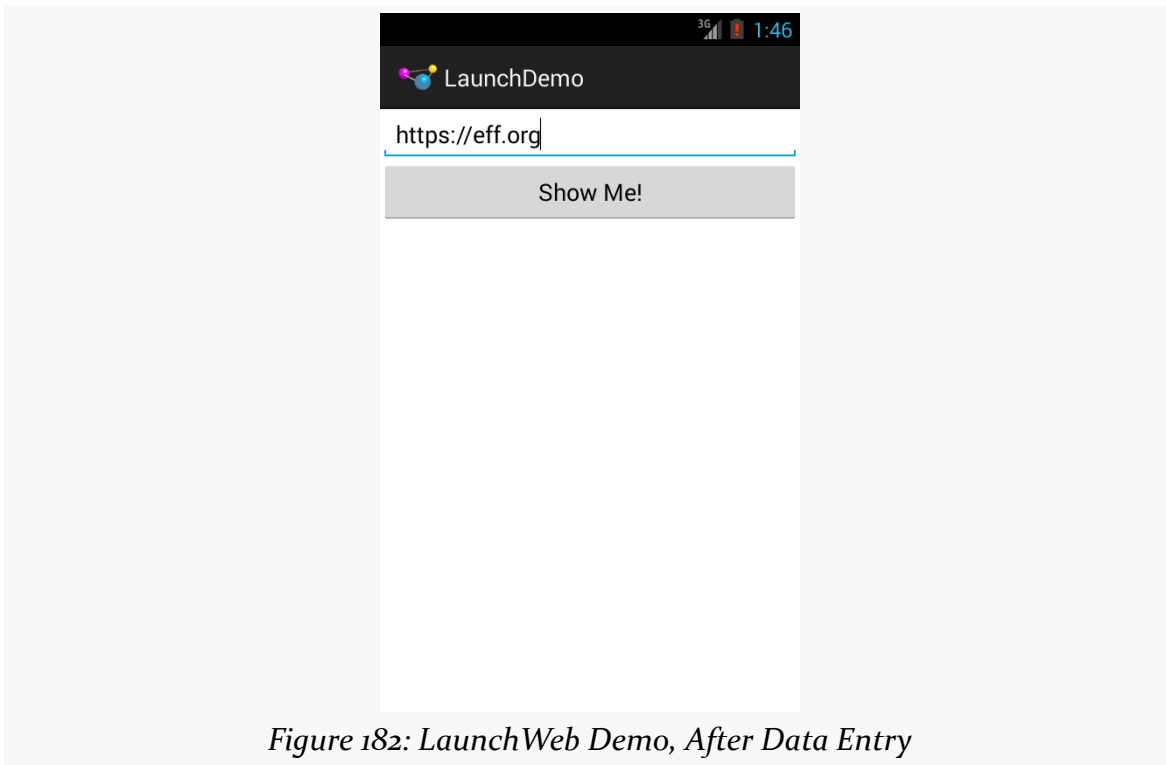 3G 1:46
LaunchDemo
https://eff.org
Show Me!
Figure 182: LaunchWeb Demo, After Data Entry